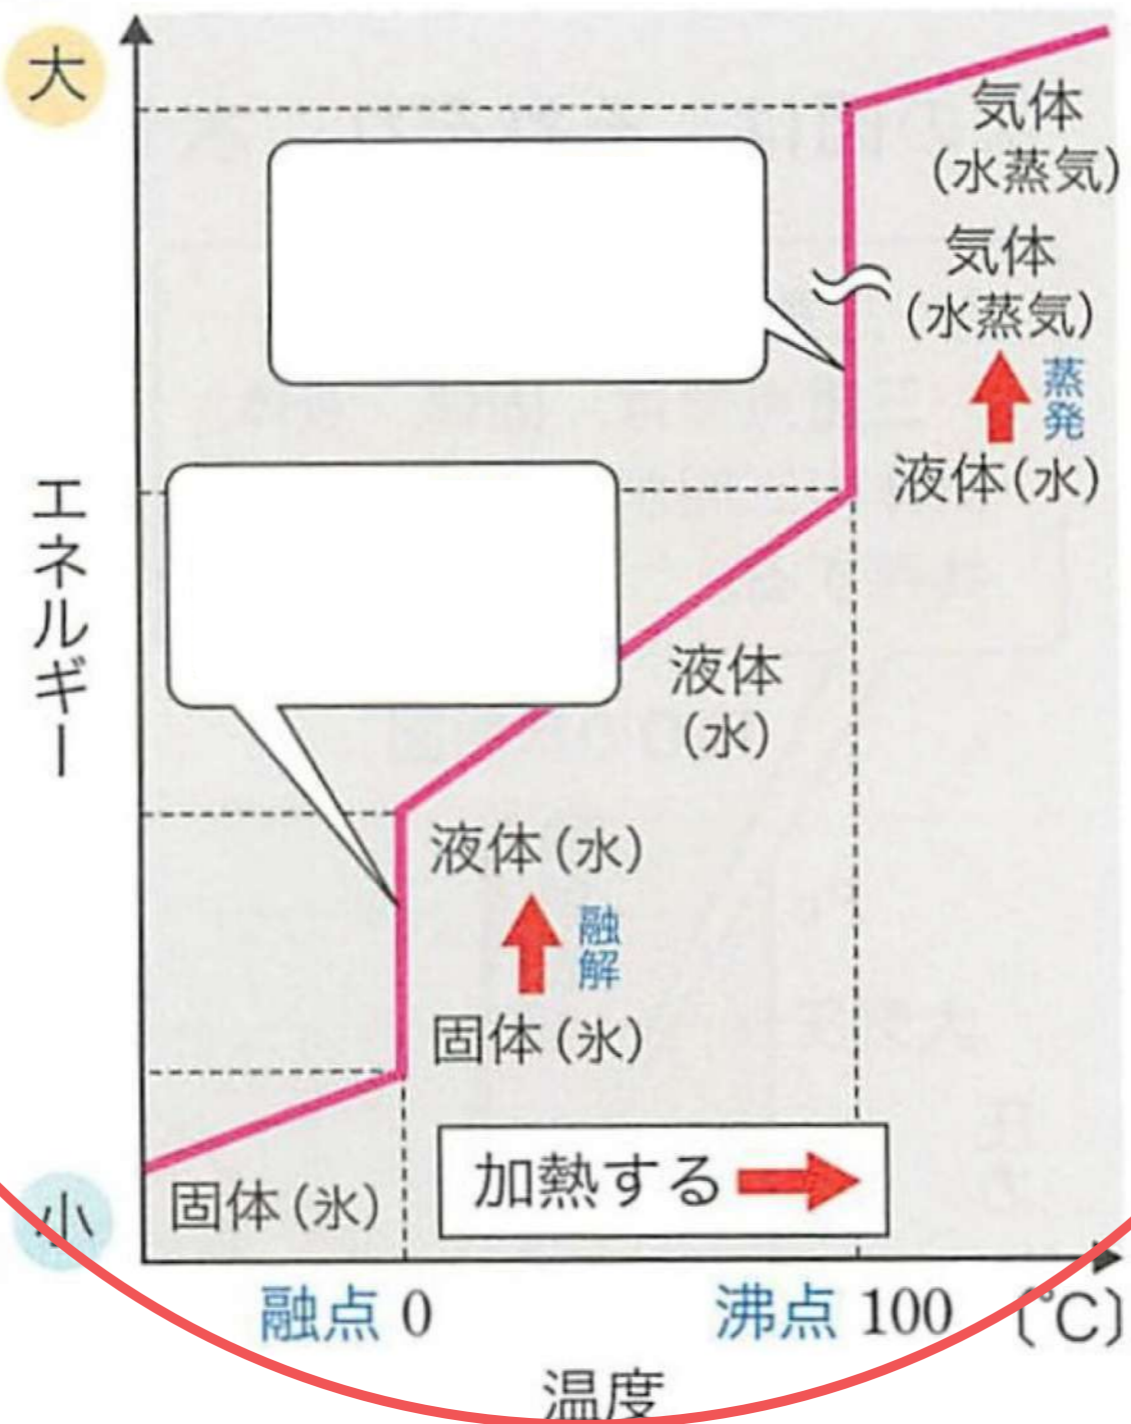 大
気体
(水蒸気)
気体
(水蒸気)
蒸発
液体(水)
エネルギー
液体
(水)
液体(水)
融解
固体(氷)
加熱する
固体(氷)
小
融点 0
沸点 100
(℃)
温度